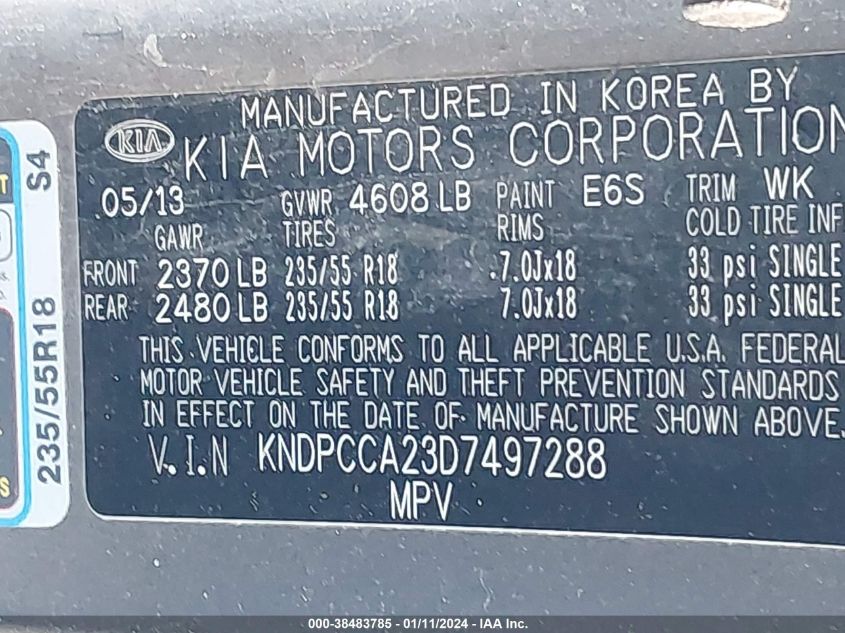 MANUFACTURED IN KOREA BY
KIA KIA MOTORS CORPORATION
05/13 GVWR 4608 LB PAINT E6S TRIM WK
GAWR TIRES RIMS COLD TIRE INF
FRONT 2370 LB 235/55 R18 7.0Jx18 33 psi SINGLE
REAR 2480 LB 235/55 R18 7.0Jx18 33 psi SINGLE
THIS VEHICLE CONFORMS TO ALL APPLICABLE U.S.A. FEDERAL
MOTOR VEHICLE SAFETY AND THEFT PREVENTION STANDARDS
IN EFFECT ON THE DATE OF MANUFACTURE SHOWN ABOVE.
V.I.N KNDPCCA23D7497288
MPV
235/55R18 S4
000-38483785 - 01/11/2024 - IAA Inc.